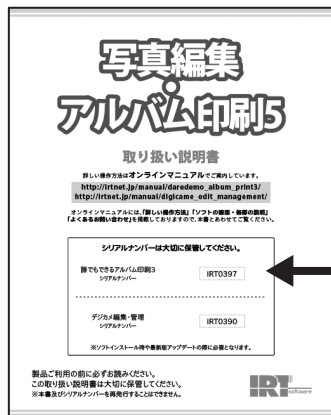 写真編集
・
アルバム印刷5
取り扱い説明書
詳しい操作方法はオンラインマニュアルでご案内しています。
http://irtnet.jp/manual/daredemo_album_print3/
http://irtnet.jp/manual/digicame_edit_management/
オンラインマニュアルには、「詳しい操作方法」「ソフトの画面・各部の説明」
「よくあるお問い合わせ」を掲載しておりますので、本書とあわせてご覧ください。
シリアルナンバーは大切に保管してください。
誰でもできるアルバム印刷3
シリアルナンバー
IRT0397
デジカメ編集・管理
シリアルナンバー
IRT0390
※ソフトインストール時や最新版アップデートの際に必要となります。
製品ご利用の前に必ずお読みください。
この取り扱い説明書は大切に保管してください。
※本書及びシリアルナンバーを再発行することはできません。
IRT
software